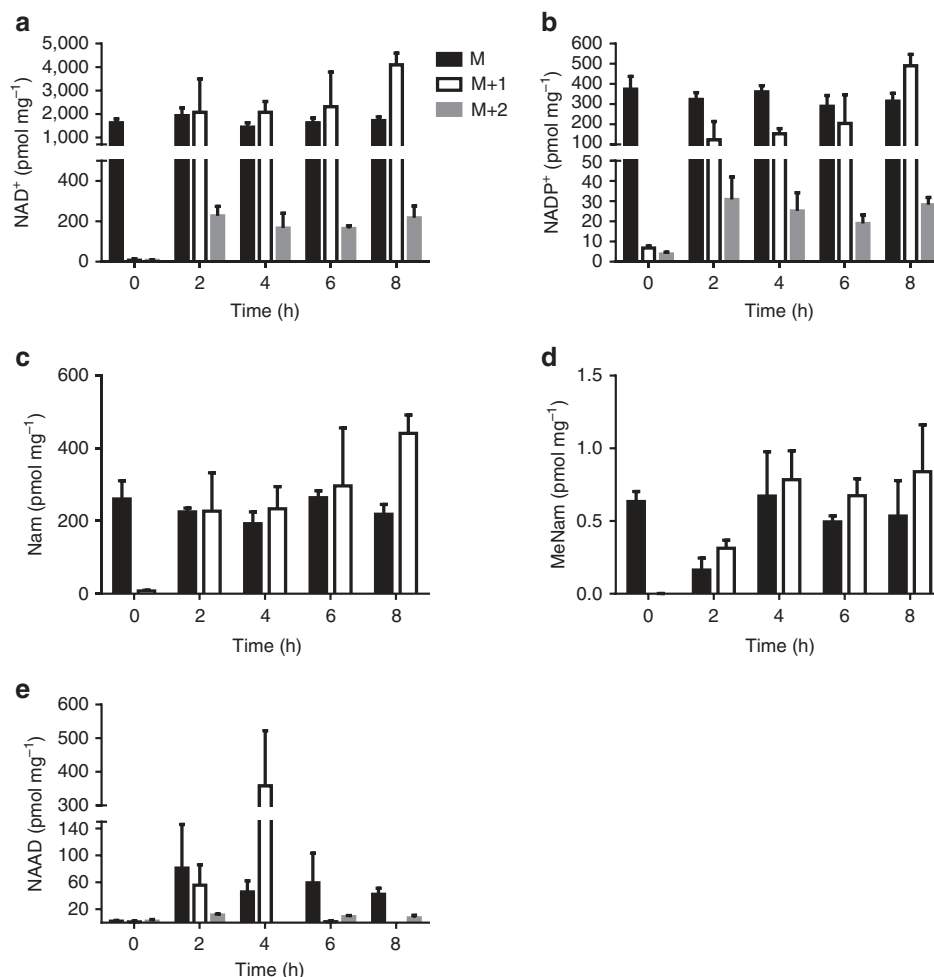 a
NAD⁺ (pmol mg⁻¹)
5,000
4,000
3,000
2,000
1,000
400
200
0
0 2 4 6 8
Time (h)
M
M+1
M+2
b
NADP⁺ (pmol mg⁻¹)
600
500
400
300
200
100
50
40
30
20
10
0
0 2 4 6 8
Time (h)
c
Nam (pmol mg⁻¹)
600
400
200
0
0 2 4 6 8
Time (h)
d
MeNam (pmol mg⁻¹)
1.5
1.0
0.5
0.0
0 2 4 6 8
Time (h)
e
NAAD (pmol mg⁻¹)
600
500
400
300
140
100
60
20
0 2 4 6 8
Time (h)